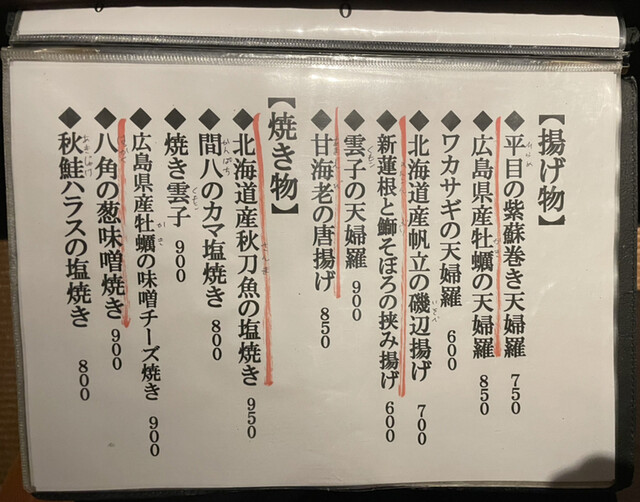 【揚げ物】
◆平目の紫蘇巻き天婦羅 750
◆広島県産牡蠣の天婦羅 850
◆ワカサギの天婦羅 600
◆北海道産帆立の磯辺揚げ 700
◆新蓮根と鰤そぼろの挟み揚げ 600
◆雲子の天婦羅 900
◆甘海老の唐揚げ 850
【焼き物】
◆北海道産秋刀魚の塩焼き 950
◆間八のカマ塩焼き 800
◆焼き雲子 900
◆広島県産牡蠣の味噌チーズ焼き 900
◆八角の葱味噌焼き 900
◆秋鮭ハラスの塩焼き 800